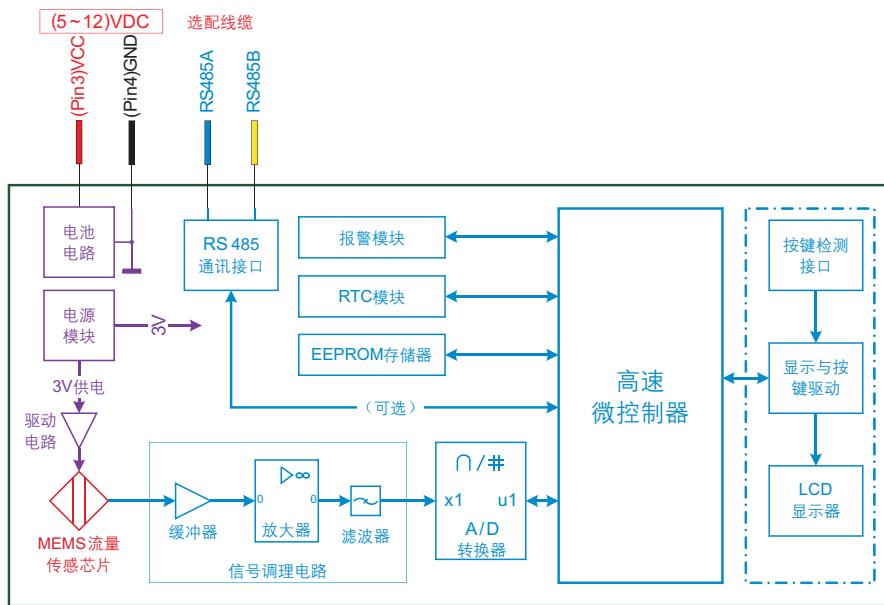 (5~12)VDC
选配线缆
(Pin3)VCC
(Pin4)GND
RS485A
RS485B
电池
电路
RS 485
通讯接口
报警模块
按键检测
接口
电源
模块
3V
RTC模块
EEPROM存储器
高速
微控制器
显示与按
键驱动
3V供电
(可选)
驱动
电路
∩/#
x1
u1
A/D
转换器
LCD
显示器
▷∞
0
0
缓冲器
放大器
滤波器
MEMS流量
传感芯片
信号调理电路